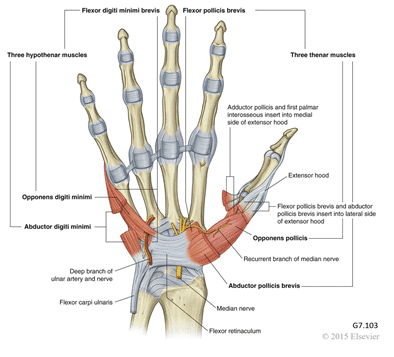 Flexor digiti minimi brevis
Flexor pollicis brevis
Three hypothenar muscles
Three thenar muscles
Adductor pollicis and first palmar
interosseous insert into medial
side of extensor hood
Extensor hood
Opponens digiti minimi
Flexor pollicis brevis and abductor
pollicis brevis insert into lateral side
of extensor hood
Abductor digiti minimi
Opponens pollicis
Recurrent branch of median nerve
Deep branch of
ulnar artery and nerve
Abductor pollicis brevis
Flexor carpi ulnaris
Median nerve
Flexor retinaculum
G7.103
© 2015 Elsevier